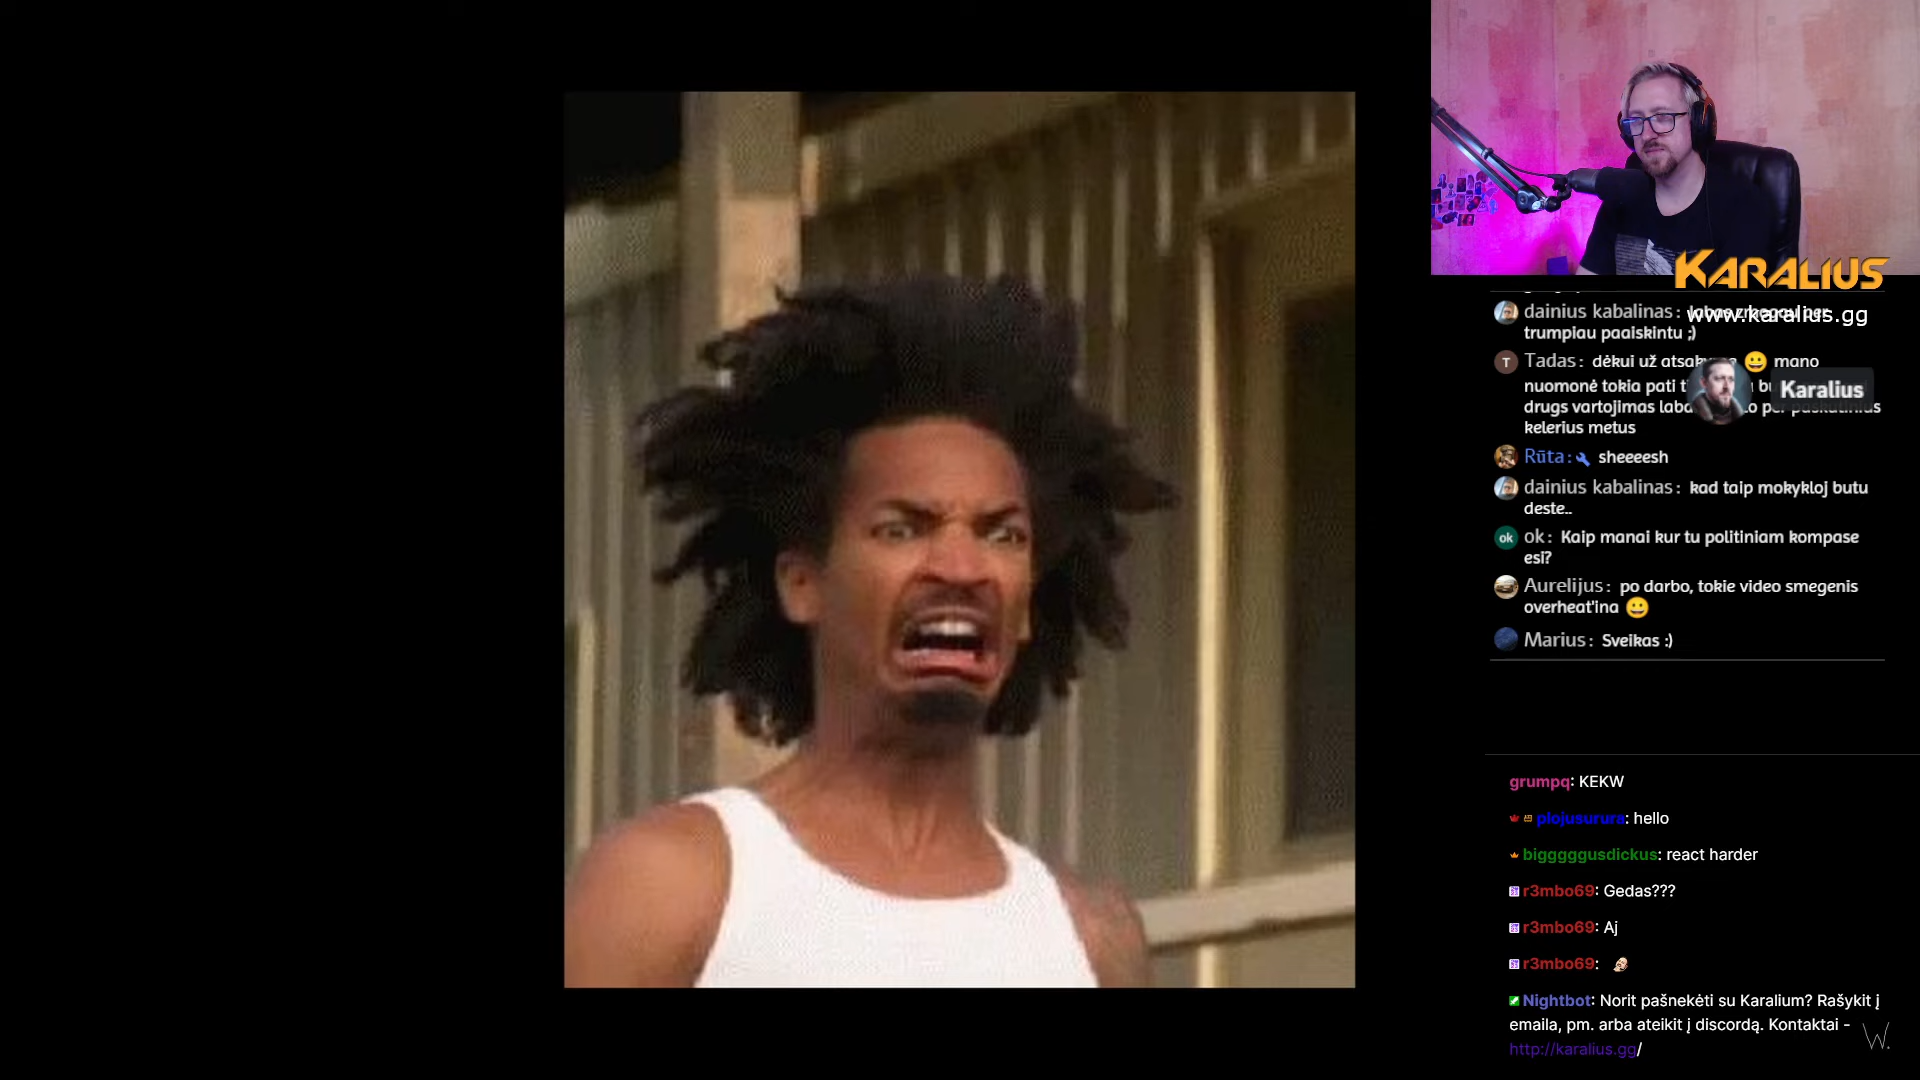 KARALIUS
www.karalius.gg
dainius kabalinas:
trumpiau paaiskintu ;)
T Tadas: dėkui už 😀 mano
nuomonė tokia pati
Karalius
drugs vartojimas
kelerius metus
Rūta: sheeeesh
dainius kabalinas: kad taip mokykloj butu
deste..
ok ok: Kaip manai kur tu politiniam kompase
esi?
Aurelijus: po darbo, tokie video smegenis
overheat'ina 😀
Marius: Sveikas :)
grumpq: KEKW
plojusurura: hello
bigggggusdickus: react harder
r3mbo69: Gedas???
r3mbo69: Aj
r3mbo69:
Nightbot: Norit pašnekėti su Karalium? Rašykit į
emaila, pm. arba ateikit į discordą. Kontaktai -
http://karalius.gg/
W.